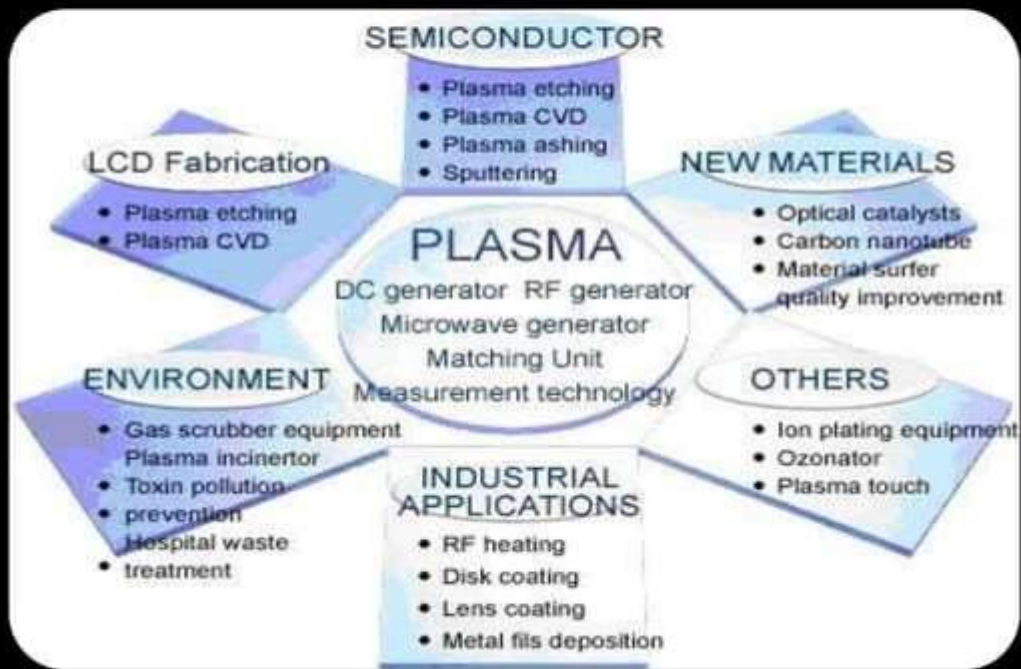 SEMICONDUCTOR
• Plasma etching
• Plasma CVD
• Plasma ashing
• Sputtering
LCD Fabrication
• Plasma etching
• Plasma CVD
NEW MATERIALS
• Optical catalysts
• Carbon nanotube
• Material surfer
quality improvement
PLASMA
DC generator RF generator
Microwave generator
Matching Unit
Measurement technology
ENVIRONMENT
• Gas scrubber equipment
Plasma incinertor
• Toxin pollution
• prevention
Hospital waste
• treatment
OTHERS
• Ion plating equipment
• Ozonator
• Plasma touch
INDUSTRIAL
APPLICATIONS
• RF heating
• Disk coating
• Lens coating
• Metal fils deposition